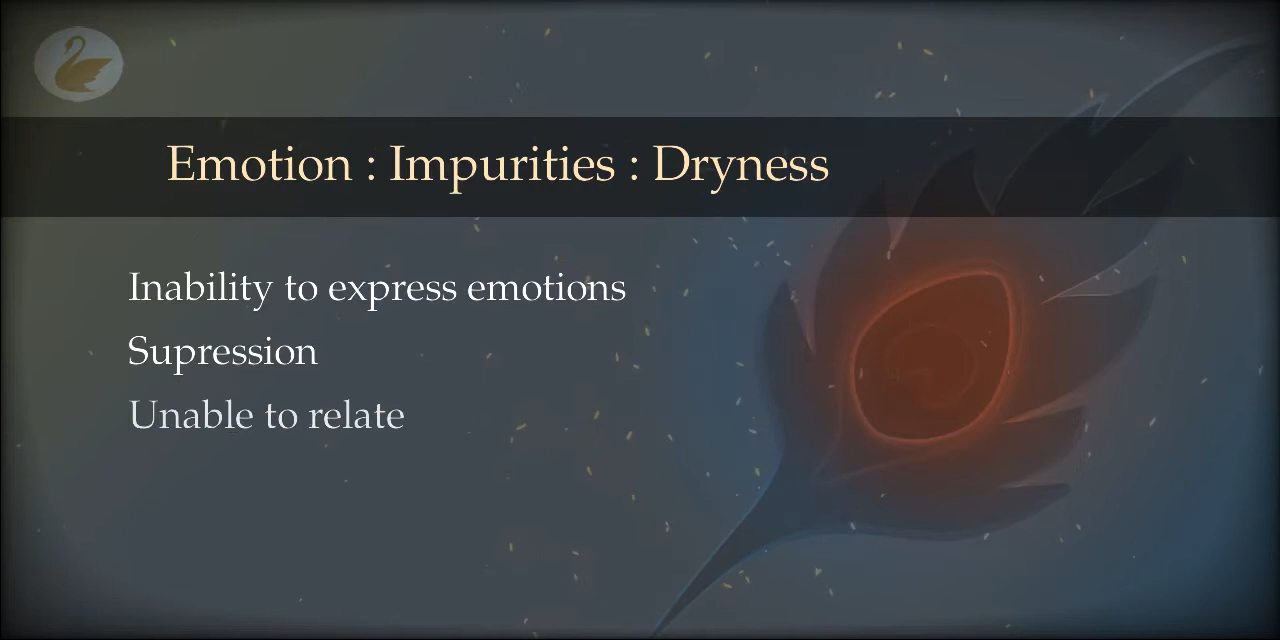 Emotion : Impurities : Dryness
Inability to express emotions
Supression
Unable to relate